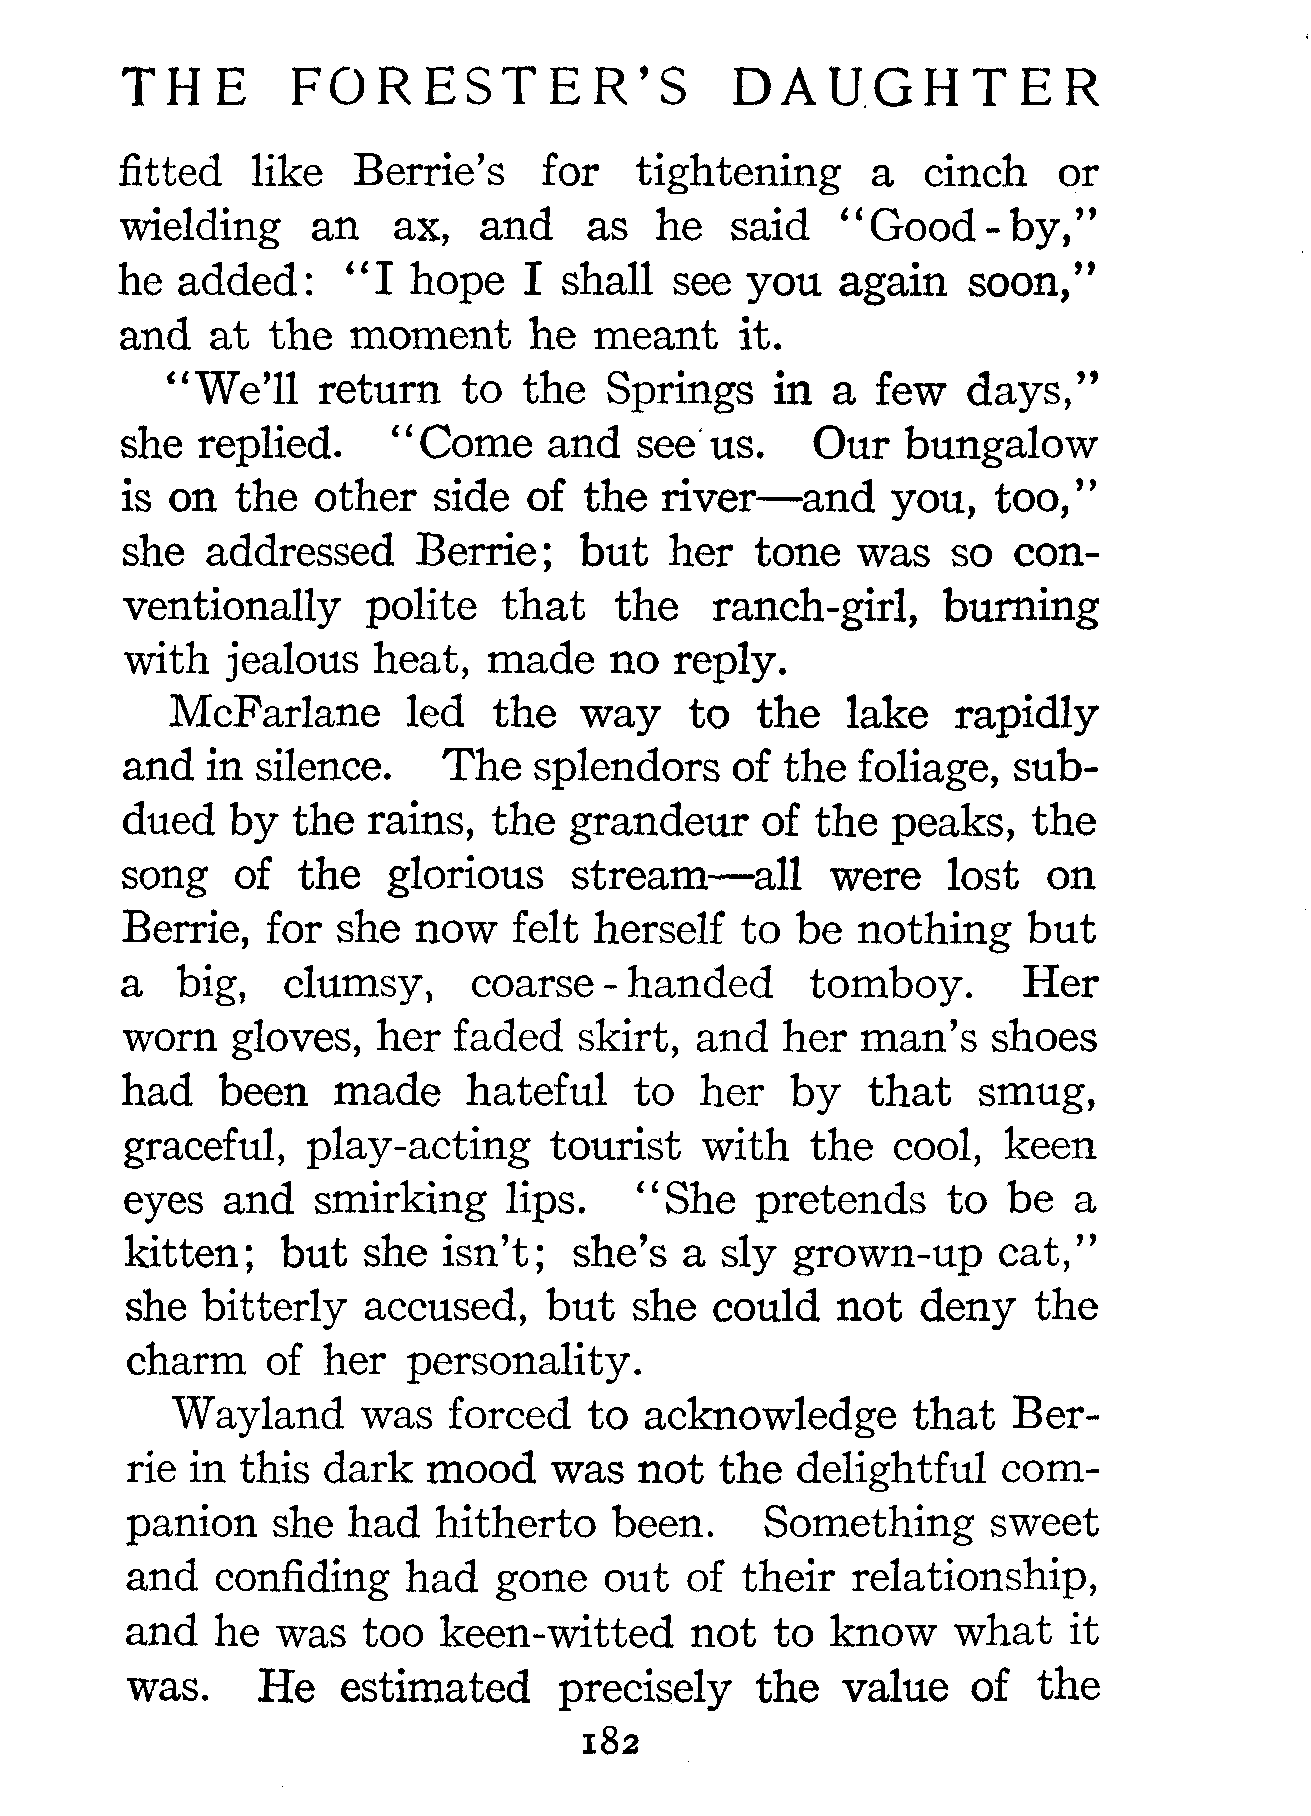 THE FORESTER'S DAUGHTER
fitted like Berrie's for tightening a cinch or
wielding an ax, and as he said "Good-by,"
he added: "I hope I shall see you again soon,"
and at the moment he meant it.
"We'll return to the Springs in a few days,"
she replied. "Come and see us. Our bungalow
is on the other side of the river—and you, too,"
she addressed Berrie; but her tone was so con-
ventionally polite that the ranch-girl, burning
with jealous heat, made no reply.
McFarlane led the way to the lake rapidly
and in silence. The splendors of the foliage, sub-
dued by the rains, the grandeur of the peaks, the
song of the glorious stream—all were lost on
Berrie, for she now felt herself to be nothing but
a big, clumsy, coarse-handed tomboy. Her
worn gloves, her faded skirt, and her man's shoes
had been made hateful to her by that smug,
graceful, play-acting tourist with the cool, keen
eyes and smirking lips. "She pretends to be a
kitten; but she isn't; she's a sly grown-up cat,"
she bitterly accused, but she could not deny the
charm of her personality.
Wayland was forced to acknowledge that Ber-
rie in this dark mood was not the delightful com-
panion she had hitherto been. Something sweet
and confiding had gone out of their relationship,
and he was too keen-witted not to know what it
was. He estimated precisely the value of the
182